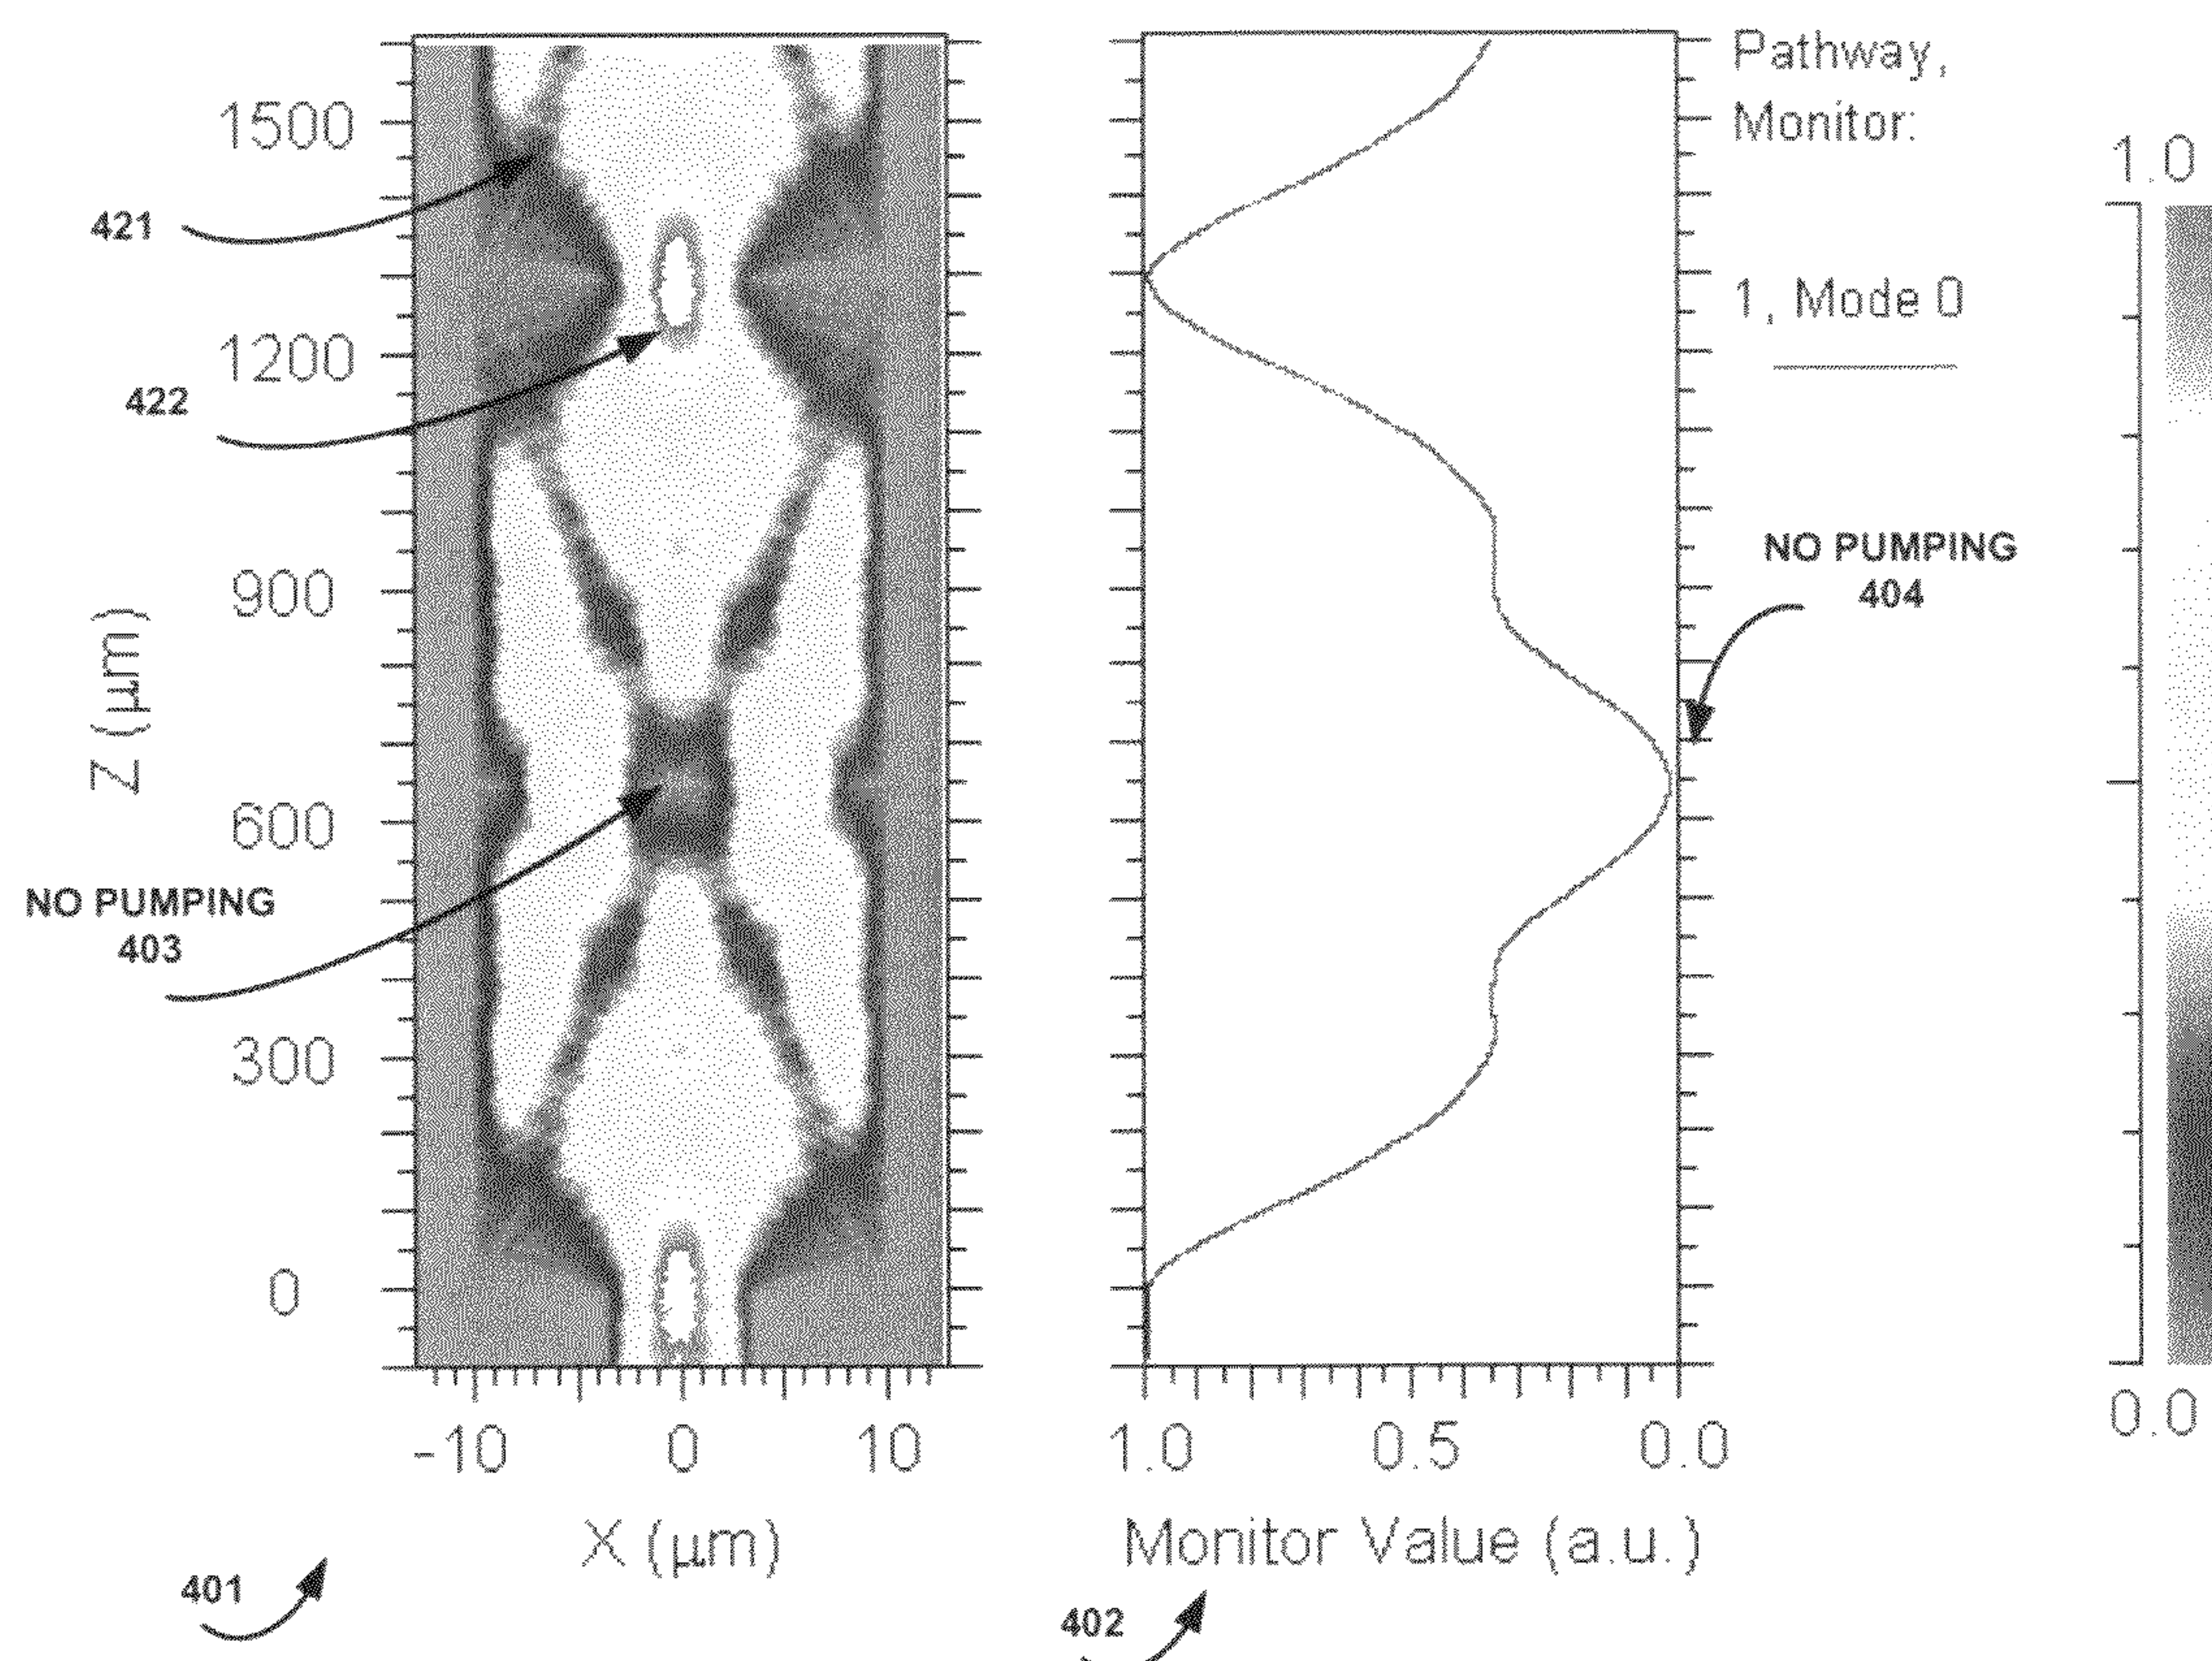 1500
1200
900
600
300
0
Z (μm)
-10 0 10
X (μm)
421
422
NO PUMPING
403
401
1.0 0.5 0.0
Monitor Value (a.u.)
402
Pathway,
Monitor:
1, Mode 0
NO PUMPING
404
1.0
0.0